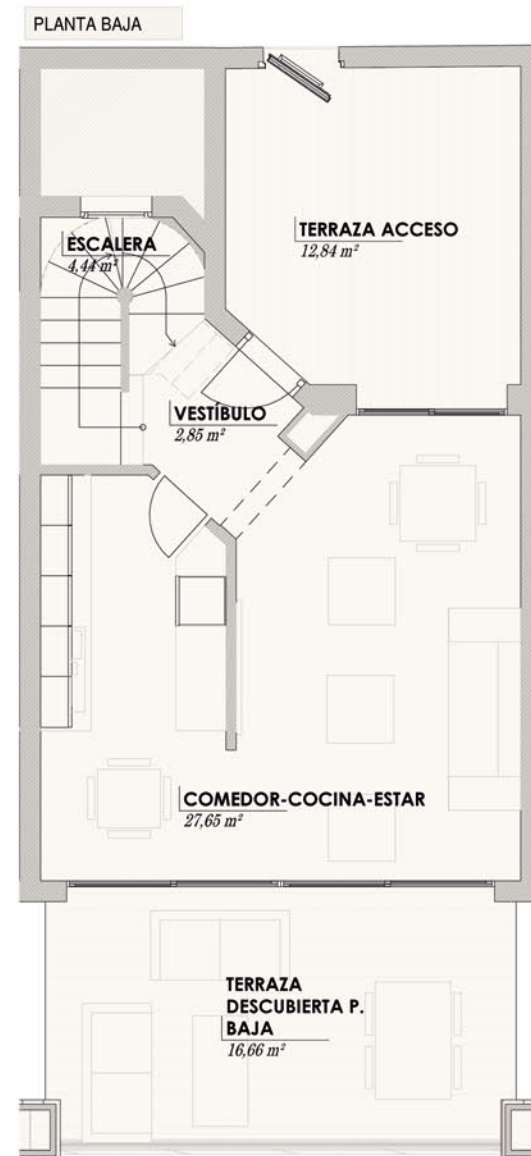 PLANTA BAJA
TERRAZA ACCESO
12,84 m²
ESCALERA
4.44 m²
VESTÍBULO
2,85 m²
COMEDOR-COCINA-ESTAR
27,65 m²
TERRAZA
DESCUBIERTA P.
BAJA
16,66 m²